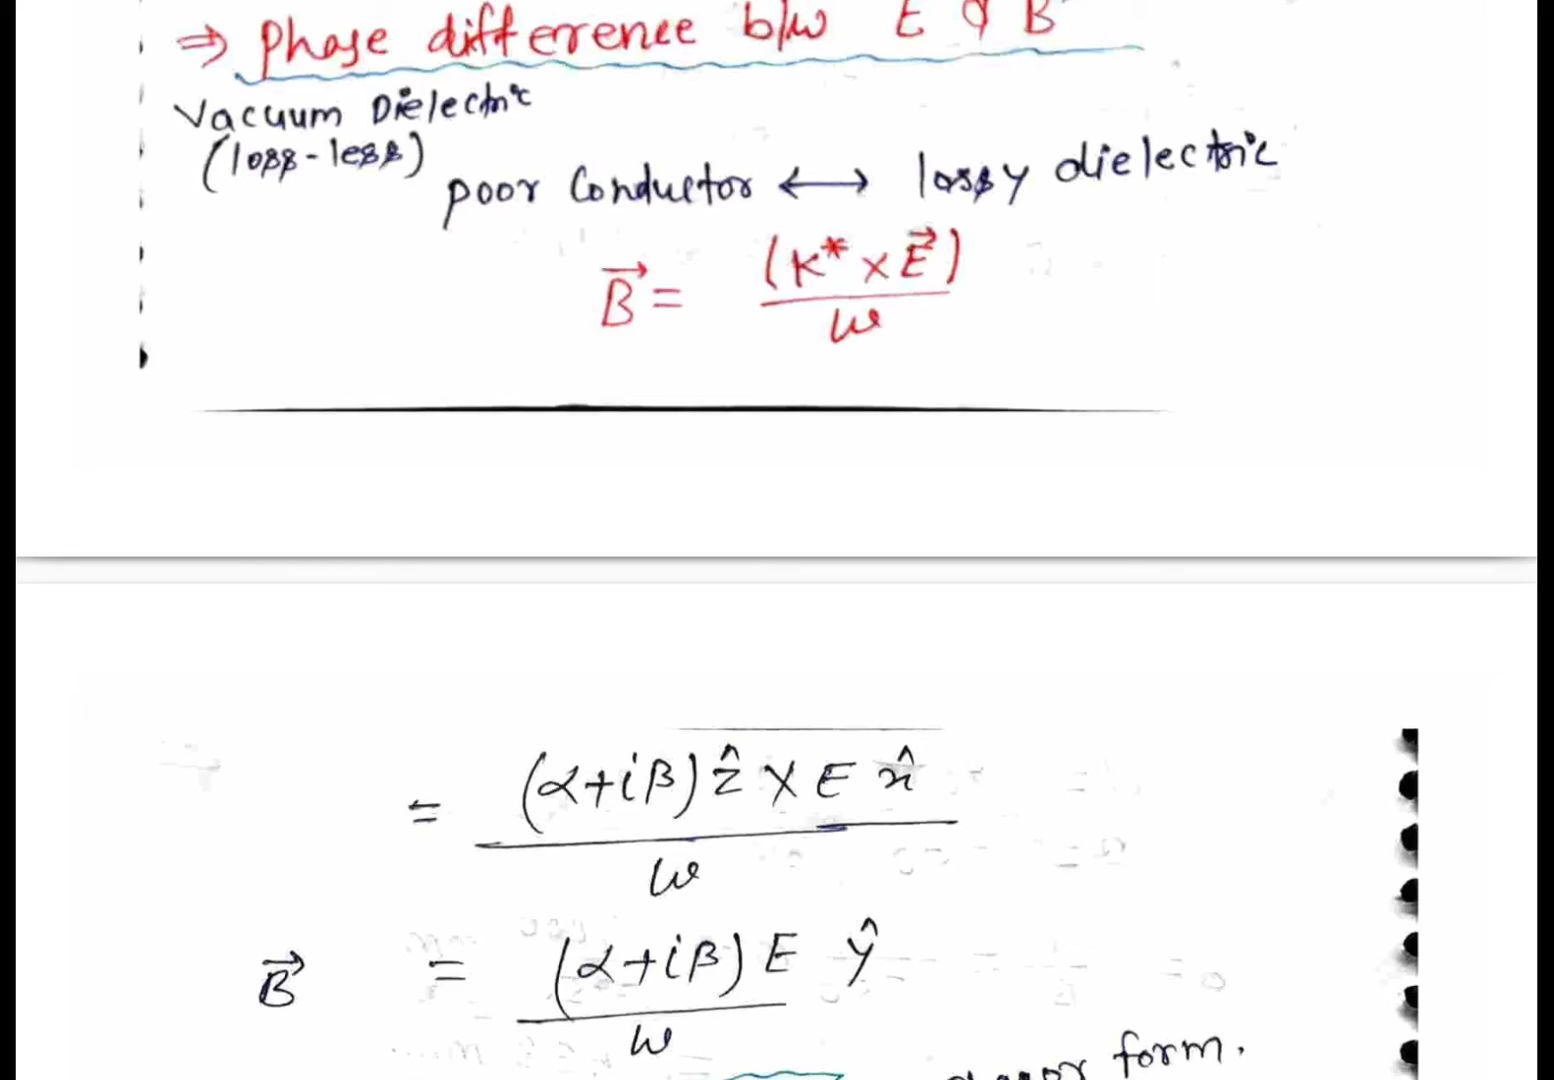 ⇒ Phase difference b/w E & B
Vacuum Dielectric
(loss-less)
poor Conductor ⟷ lossy dielectric
B⃗ = (K* × E⃗) / ω
= (α+iβ) ẑ × E x̂ / ω
B⃗ = (α+iβ) E ŷ / ω
form.